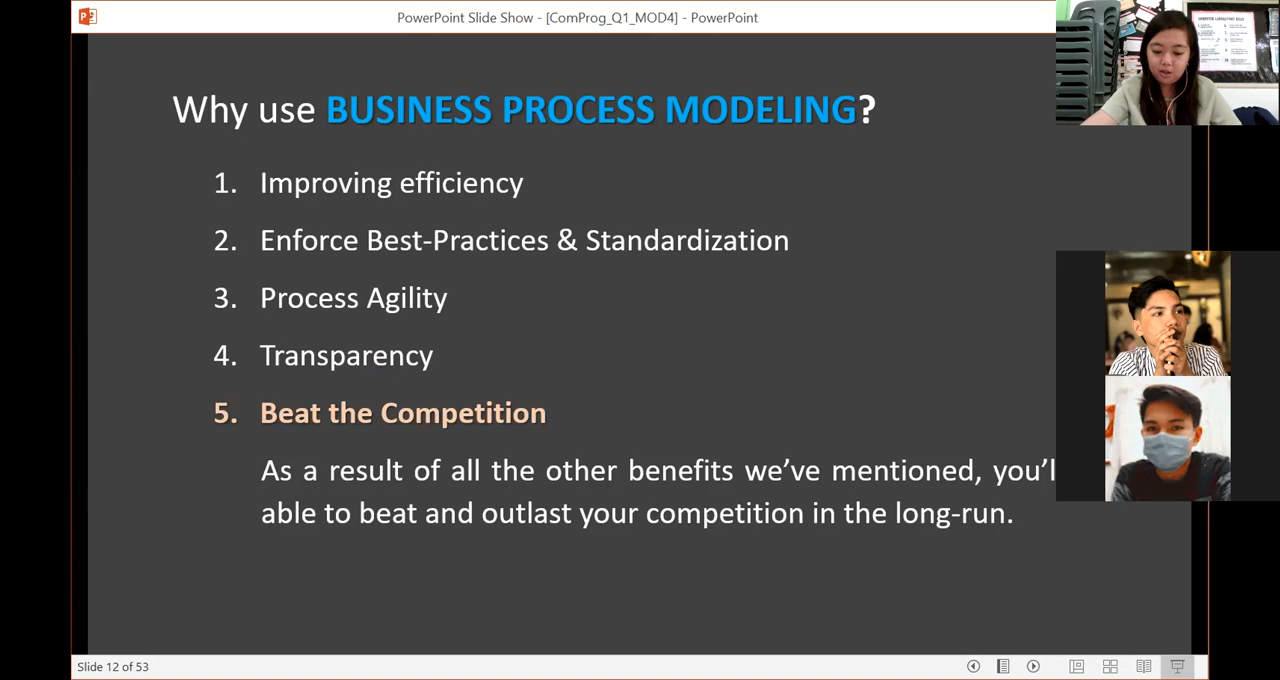 PowerPoint Slide Show - [ComProg_Q1_MOD4] - PowerPoint
Why use BUSINESS PROCESS MODELING?
1. Improving efficiency
2. Enforce Best-Practices & Standardization
3. Process Agility
4. Transparency
5. Beat the Competition
As a result of all the other benefits we’ve mentioned, you’l
able to beat and outlast your competition in the long-run.
Slide 12 of 53